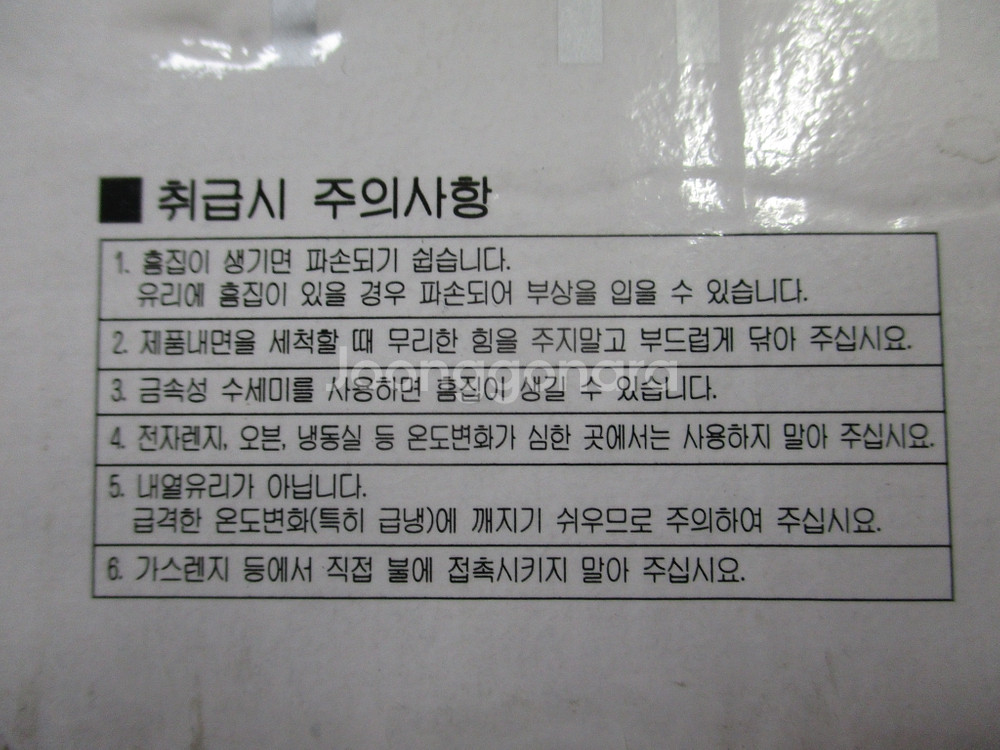 ■ 취급시 주의사항
1. 흠집이 생기면 파손되기 쉽습니다.
유리에 흠집이 있을 경우 파손되어 부상을 입을 수 있습니다.
2. 제품내면을 세척할 때 무리한 힘을 주지말고 부드럽게 닦아 주십시요.
Joonggonara
3. 금속성 수세미를 사용하면 흠집이 생길 수 있습니다.
4. 전자렌지, 오븐, 냉동실 등 온도변화가 심한 곳에서는 사용하지 말아 주십시요.
5. 내열유리가 아닙니다.
급격한 온도변화(특히 급냉)에 깨지기 쉬우므로 주의하여 주십시요.
6. 가스렌지 등에서 직접 불에 접촉시키지 말아 주십시요.